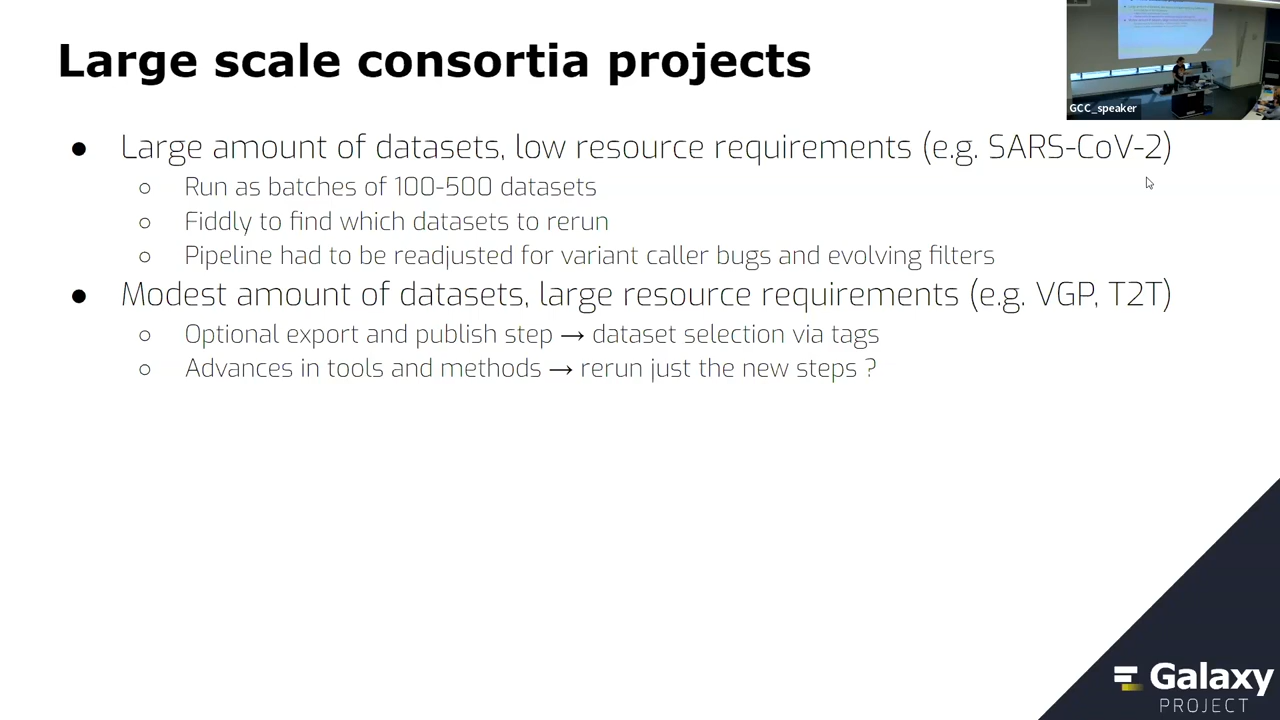 Large scale consortia projects
GCC_speaker
● Large amount of datasets, low resource requirements (e.g. SARS-CoV-2)
○ Run as batches of 100-500 datasets
○ Fiddly to find which datasets to rerun
○ Pipeline had to be readjusted for variant caller bugs and evolving filters
● Modest amount of datasets, large resource requirements (e.g. VGP, T2T)
○ Optional export and publish step → dataset selection via tags
○ Advances in tools and methods → rerun just the new steps ?
Galaxy
PROJECT